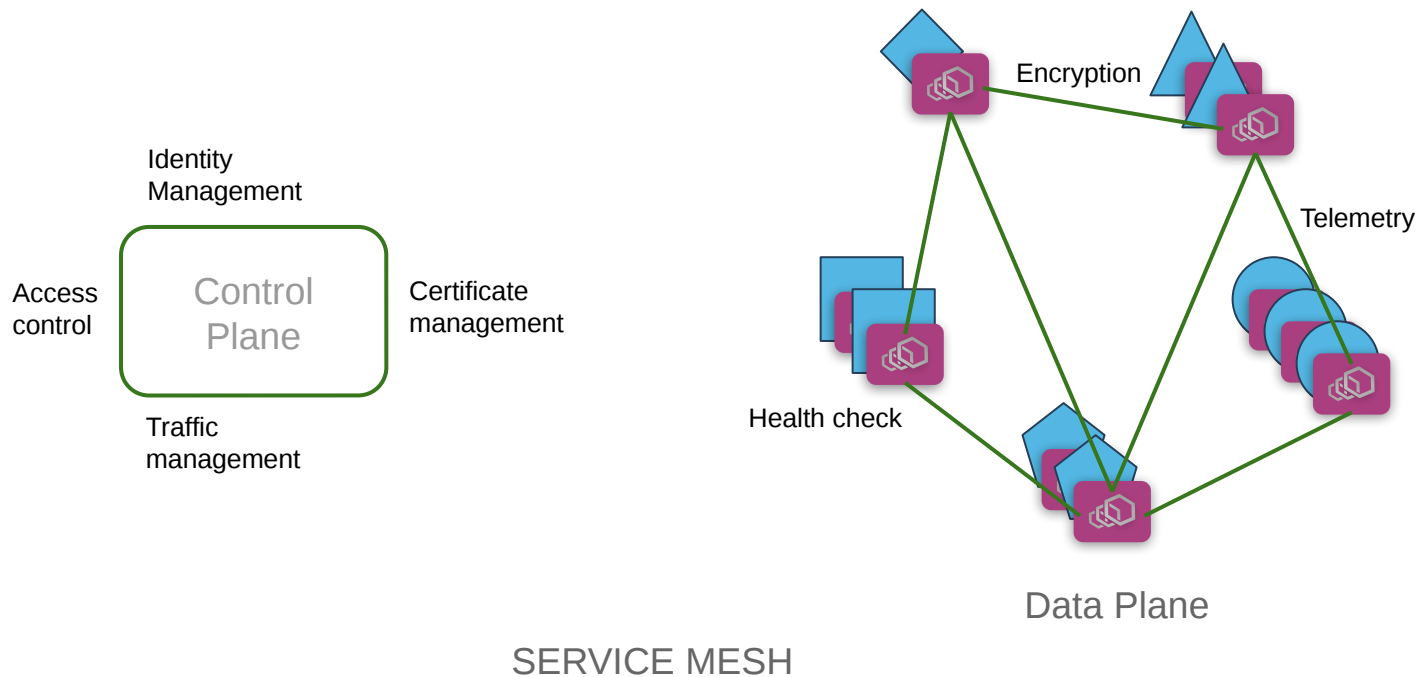 Identity
Management
Access
control
Control
Plane
Certificate
management
Traffic
management
Encryption
Telemetry
Health check
Data Plane
SERVICE MESH